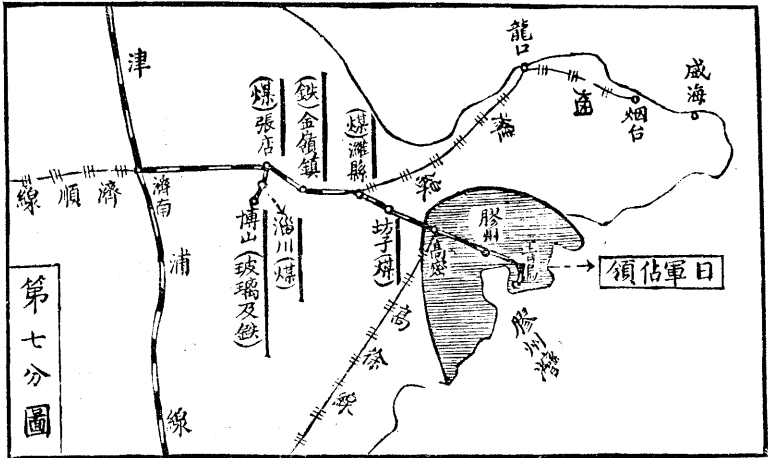 龍口
威海
烟台
濰
烟
線
津
浦
線
濟
順
線
濟南
(煤)張店
(鉄)金嶺鎮
(煤)濰縣
坊子(煤)
淄川(煤)
博山(玻璃及鉄)
高密
膠州
青島
領佔軍日
膠州灣
高
徐
線
第七分圖